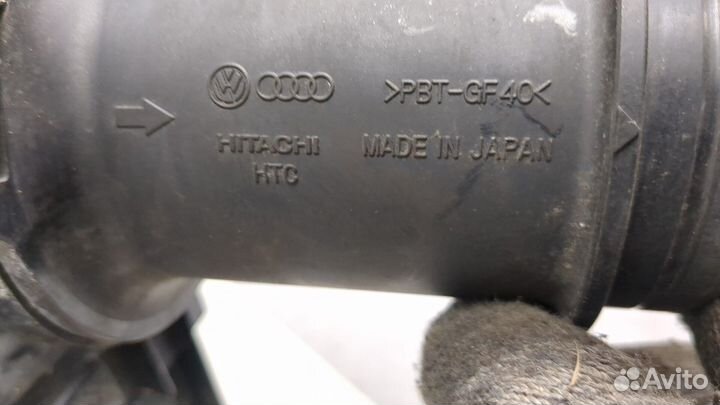 >PBT-GF40<
HITACHI
HTC
MADE IN JAPAN
Avito